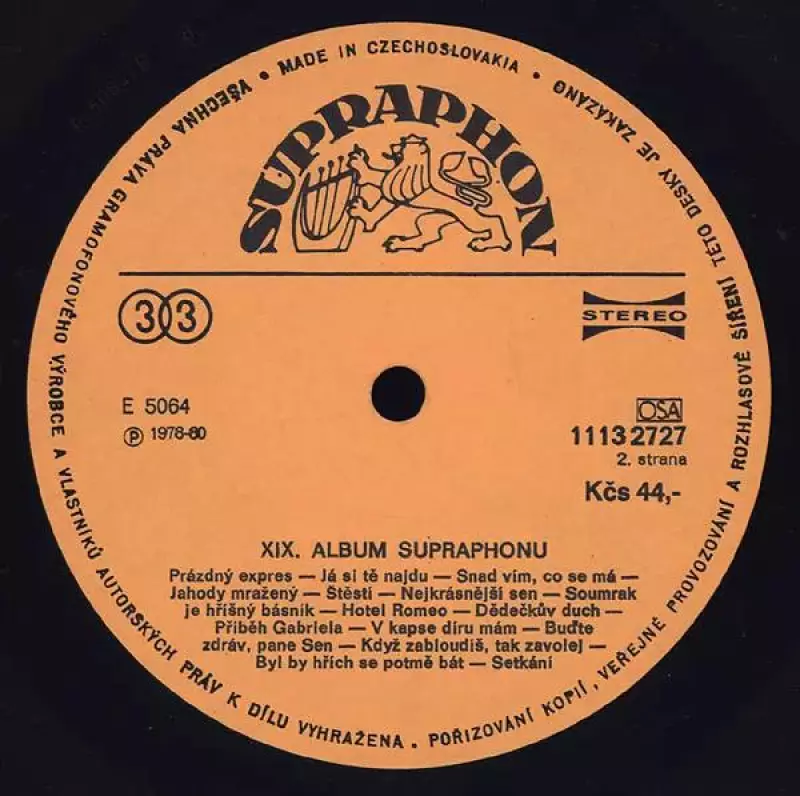 VŠECHNA PRÁVA GRAMOFONOVÉHO VÝROBCE A VLASTNÍKŮ AUTORSKÝCH PRÁV K DÍLU VYHRAŽENA. POŘIZOVÁNÍ KOPIÍ, VEŘEJNÉ PROVOZOVÁNÍ A ROZHLASOVÉ ŠÍŘENÍ TÉTO DESKY JE ZAKÁZÁNO
• MADE IN CZECHOSLOVAKIA •
SUPRAPHON
33
STEREO
E 5064
Ⓟ 1978-80
OSA
1113 2727
2. strana
Kčs 44,-
XIX. ALBUM SUPRAPHONU
Prázdný expres — Já si tě najdu — Snad vím, co se má —
Jahody mražený — Štěstí — Nejkrásnější sen — Soumrak
je hříšný básník — Hotel Romeo — Dědečkův duch —
Příběh Gabriela — V kapse díru mám — Buďte
zdráv, pane Sen — Když zabloudíš, tak zavolej —
Byl by hřích se potmě bát — Setkání